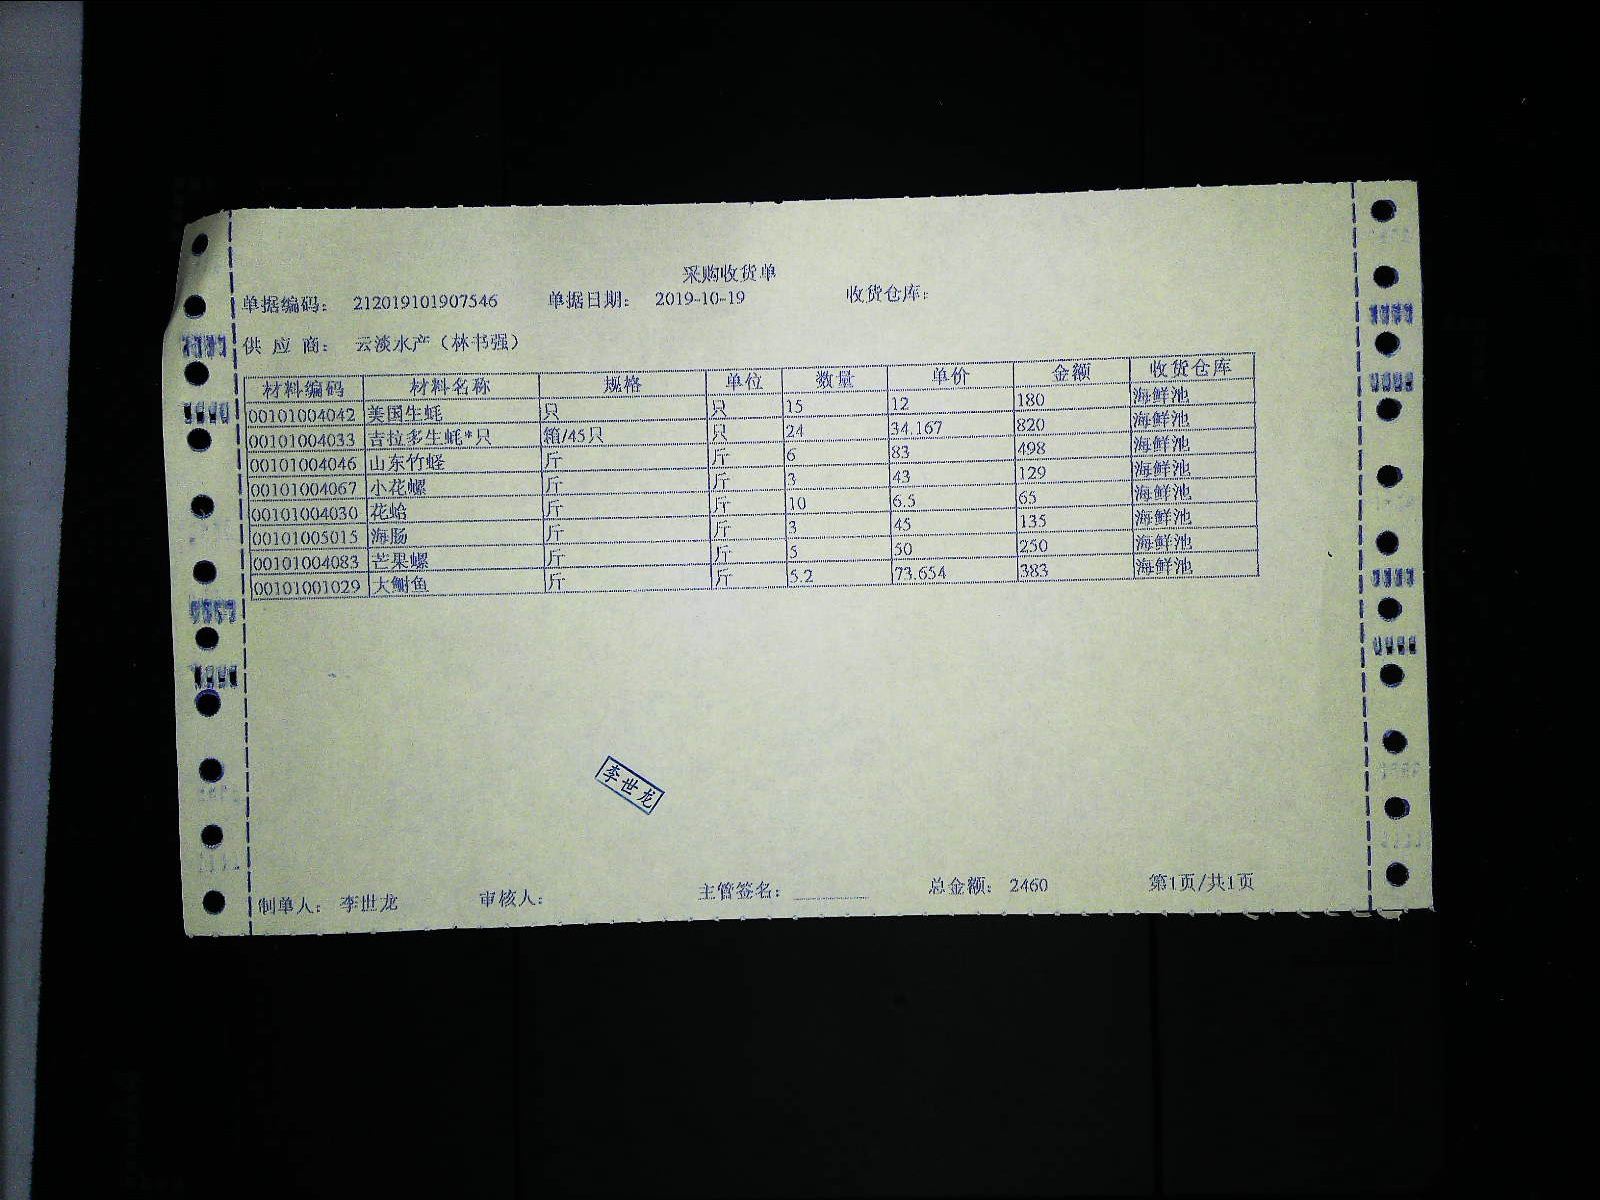 采购收货单
单据编码： 212019101907546 单据日期： 2019-10-19 收货仓库：
供 应 商： 云淡水产（林书强）
材料编码 材料名称 规格 单位 数量 单价 金额 收货仓库
00101004042 美国生蚝 只 只 15 12 180 海鲜池
00101004033 吉拉多生蚝*只 箱/45只 只 24 34.167 820 海鲜池
00101004046 山东竹蛏 斤 斤 6 83 498 海鲜池
00101004067 小花螺 斤 斤 3 43 129 海鲜池
00101004030 花蛤 斤 斤 10 6.5 65 海鲜池
00101005015 海肠 斤 斤 3 45 135 海鲜池
00101004083 芒果螺 斤 斤 5 50 250 海鲜池
00101001029 大鲥鱼 斤 斤 5.2 73.654 383 海鲜池
李世龙
制单人： 李世龙 审核人： 主管签名： 总金额： 2460 第1页/共1页